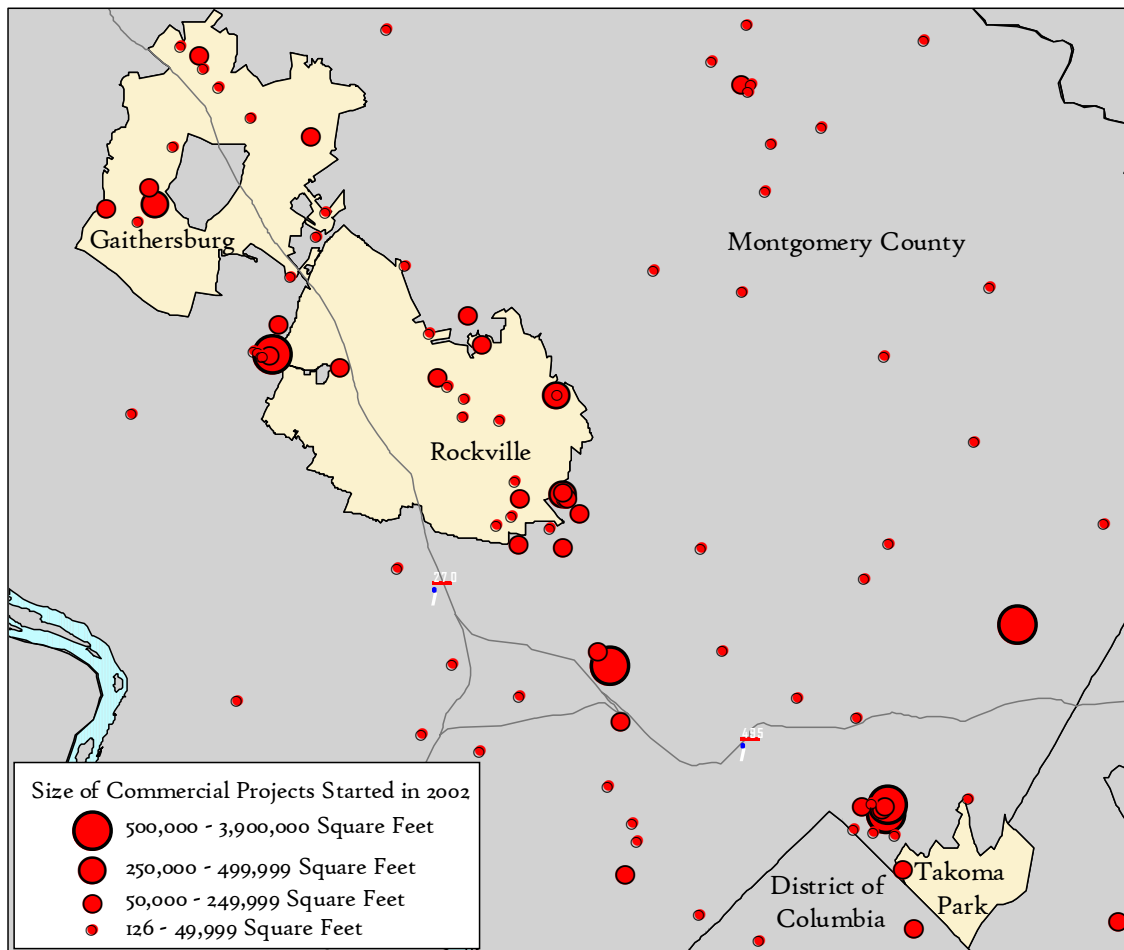 Gaithersburg
Montgomery County
Rockville
270
495
Size of Commercial Projects Started in 2002
500,000 - 3,900,000 Square Feet
250,000 - 499,999 Square Feet
50,000 - 249,999 Square Feet
126 - 49,999 Square Feet
District of
Columbia
Takoma
Park